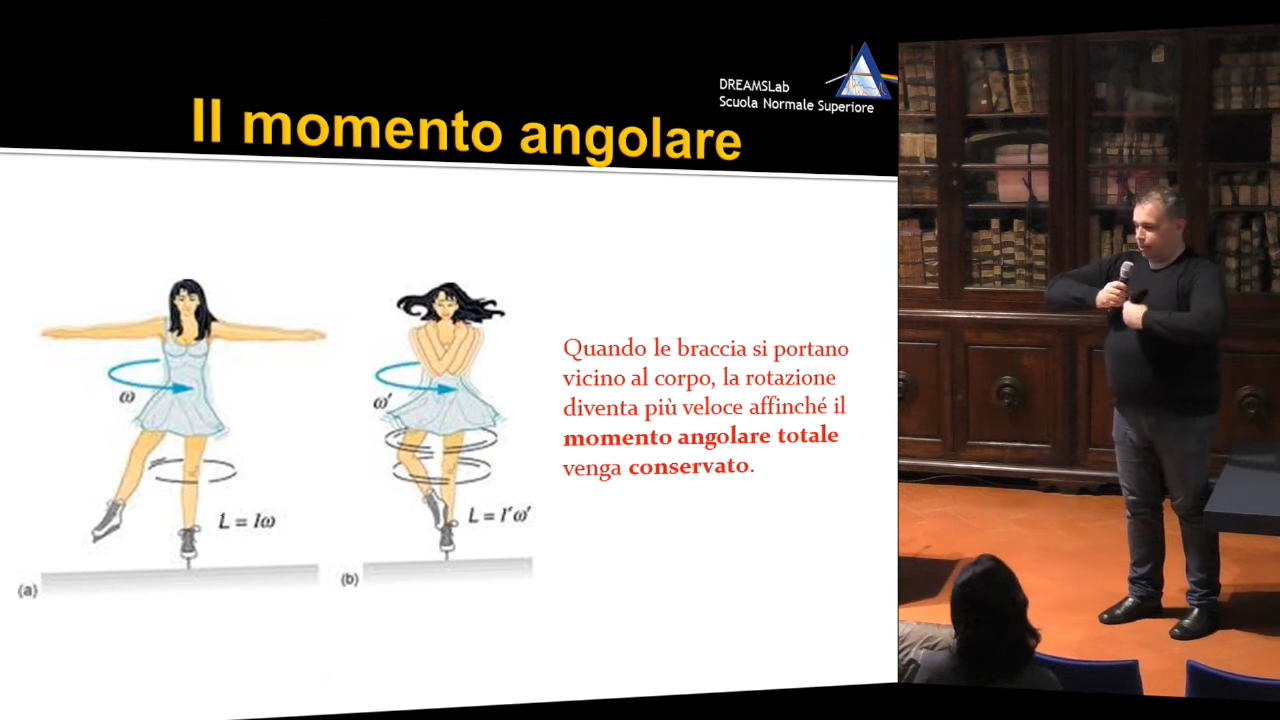 DREAMSLab
Scuola Normale Superiore
Il momento angolare
Quando le braccia si portano
vicino al corpo, la rotazione
diventa più veloce affinché il
momento angolare totale
venga conservato.
ω
ω'
L = Iω
L = I'ω'
(a)
(b)